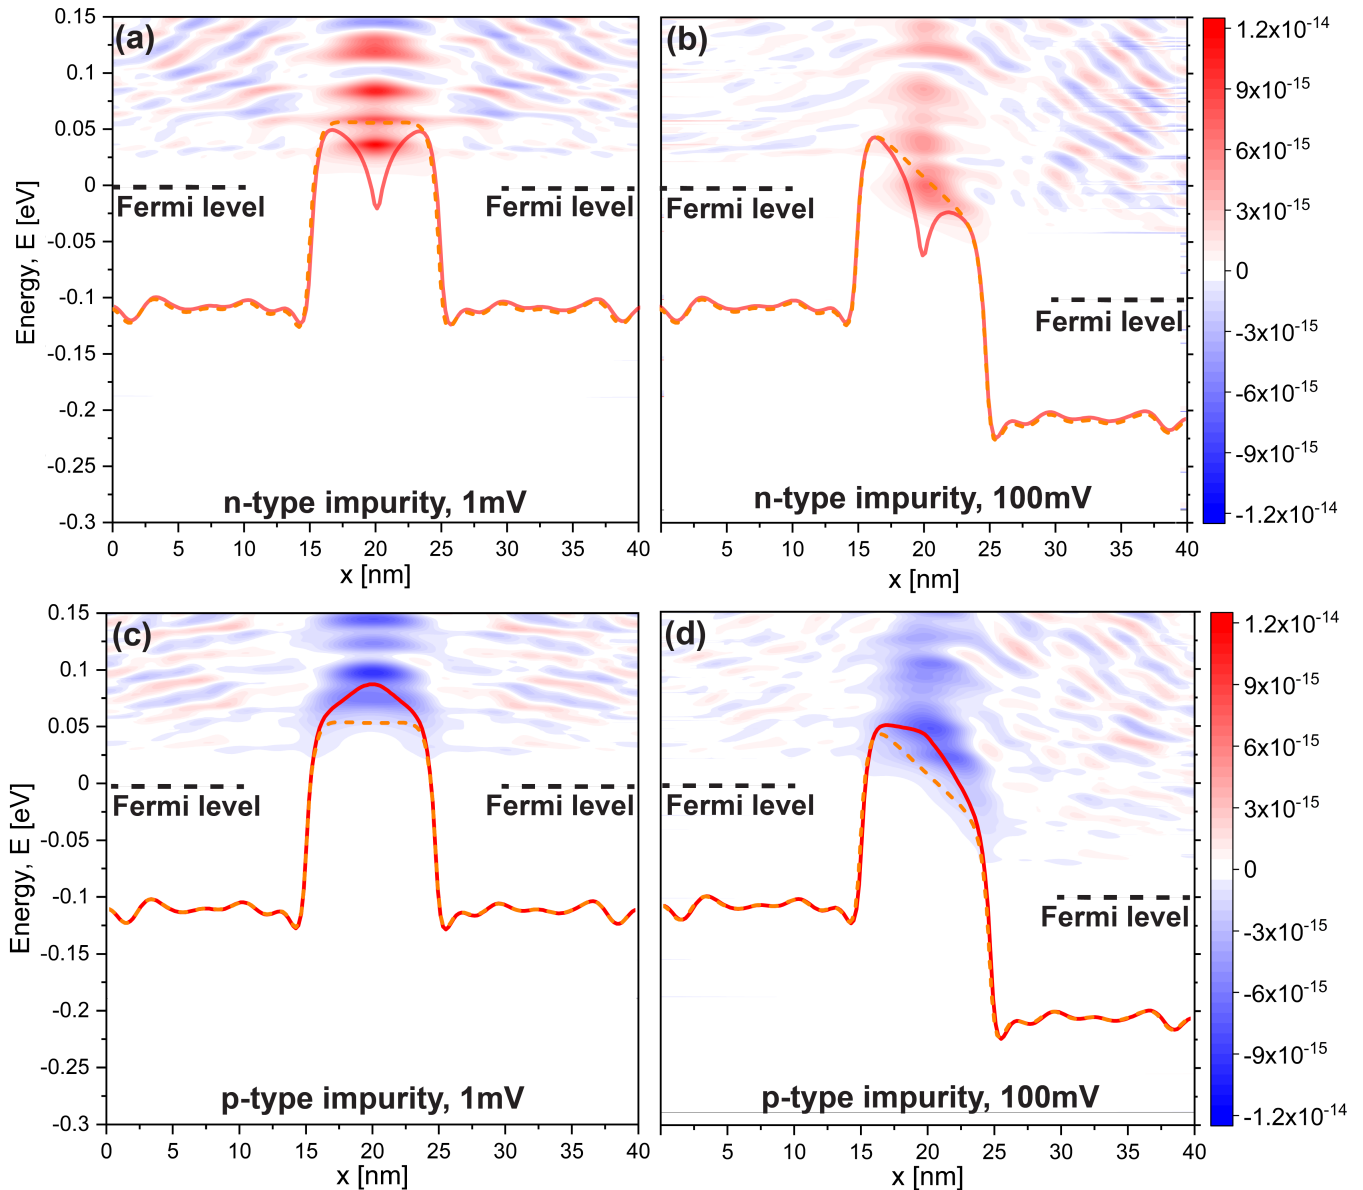 (a)
0.15
0.1
0.05
0
-0.05
-0.1
-0.15
-0.2
-0.25
-0.3
Energy, E [eV]
Fermi level
Fermi level
n-type impurity, 1mV
0 5 10 15 20 25 30 35 40
x [nm]
(b)
Fermi level
Fermi level
n-type impurity, 100mV
5 10 15 20 25 30 35 40
x [nm]
1.2x10-14
9x10-15
6x10-15
3x10-15
0
-3x10-15
-6x10-15
-9x10-15
-1.2x10-14
(c)
0.15
0.1
0.05
0
-0.05
-0.1
-0.15
-0.2
-0.25
-0.3
Energy, E [eV]
Fermi level
Fermi level
p-type impurity, 1mV
0 5 10 15 20 25 30 35 40
x [nm]
(d)
Fermi level
Fermi level
p-type impurity, 100mV
5 10 15 20 25 30 35 40
x [nm]
1.2x10-14
9x10-15
6x10-15
3x10-15
0
-3x10-15
-6x10-15
-9x10-15
-1.2x10-14